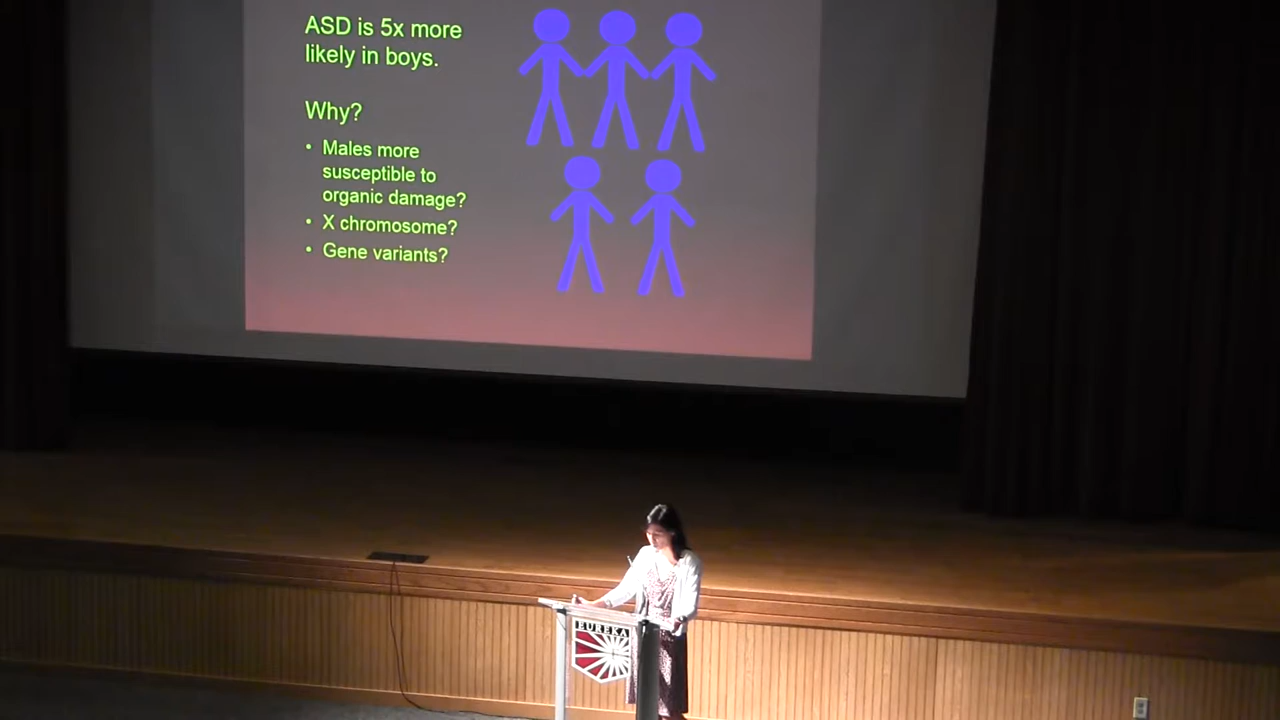 ASD is 5x more
likely in boys.
Why?
• Males more
susceptible to
organic damage?
• X chromosome?
• Gene variants?
EUREKA